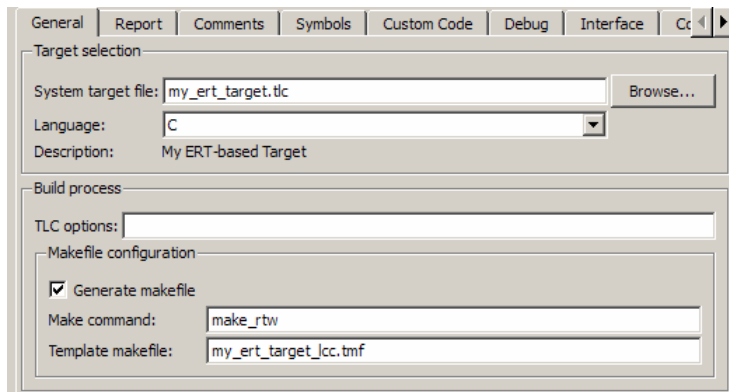 General Report Comments Symbols Custom Code Debug Interface
Target selection
System target file: my_ert_target.tlc Browse...
Language: C
Description: My ERT-based Target
Build process
TLC options:
Makefile configuration
Generate makefile
Make command: make_rtw
Template makefile: my_ert_target_lcc.tmf